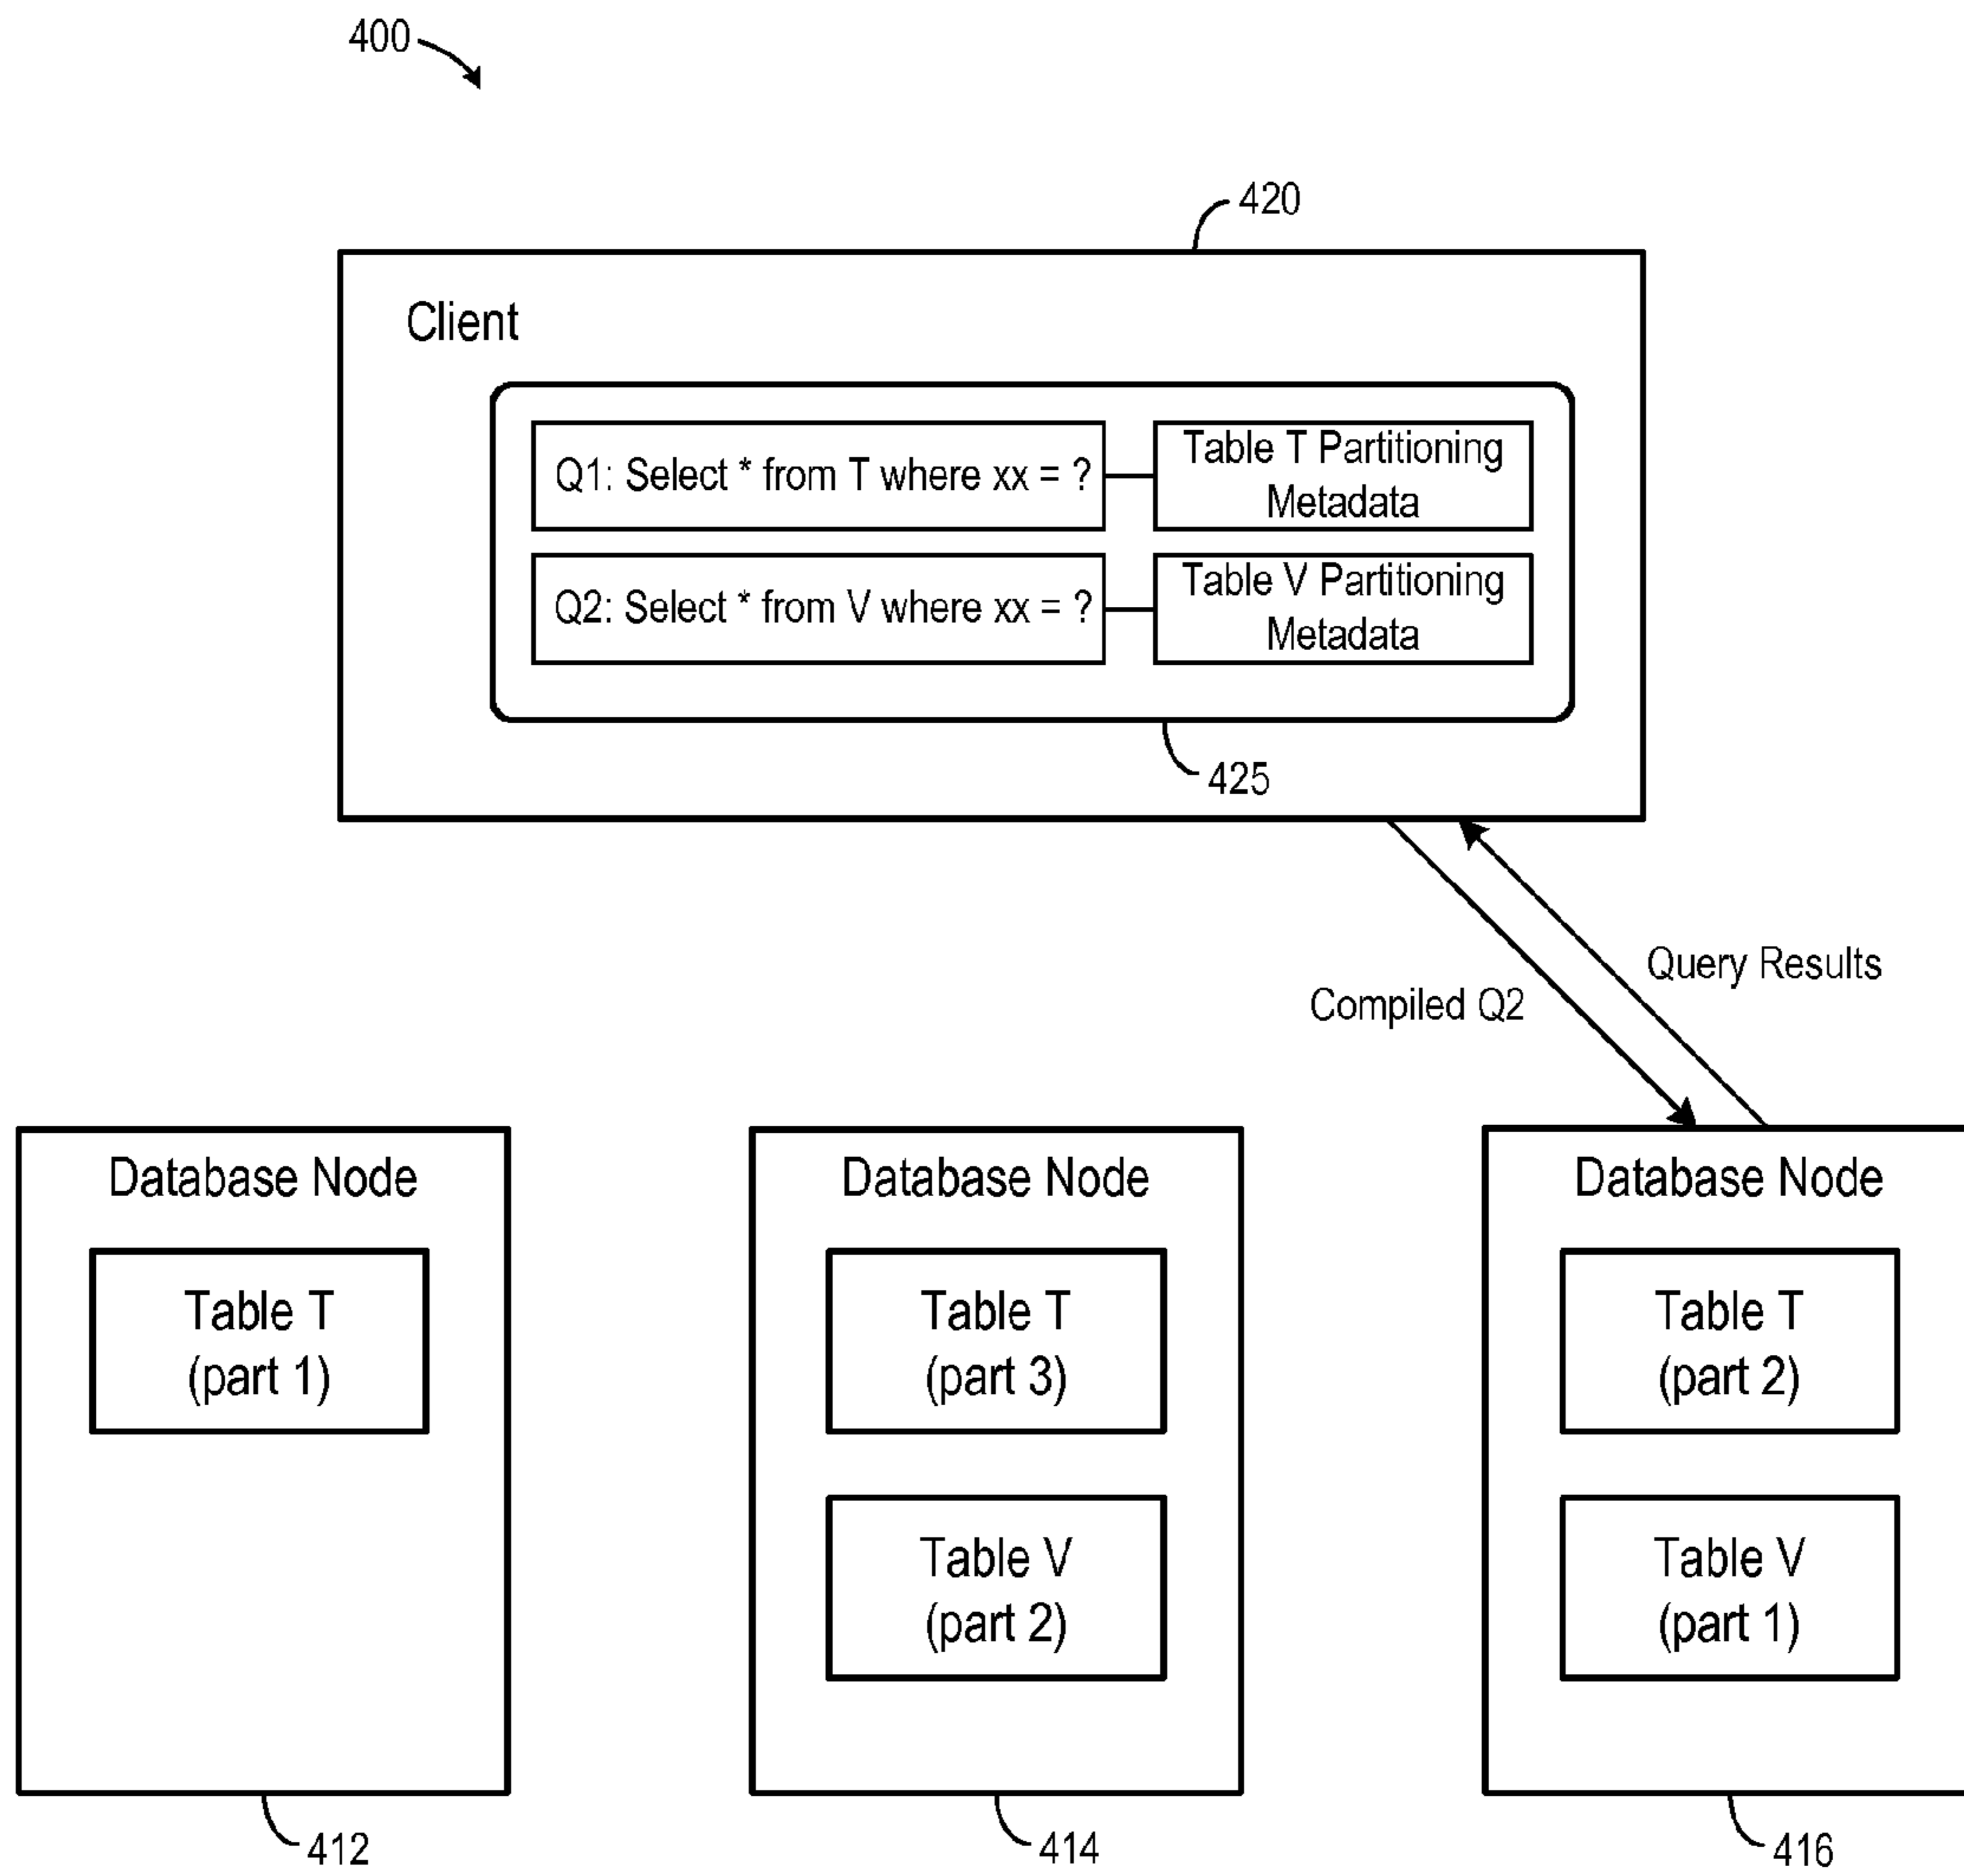 400
420
Client
Q1: Select * from T where xx = ?
Table T Partitioning
Metadata
Q2: Select * from V where xx = ?
Table V Partitioning
Metadata
425
Query Results
Compiled Q2
Database Node
Table T
(part 1)
412
Database Node
Table T
(part 3)
Table V
(part 2)
414
Database Node
Table T
(part 2)
Table V
(part 1)
416